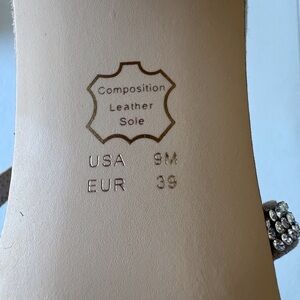 Composition
Leather
Sole
USA 9M
EUR 39